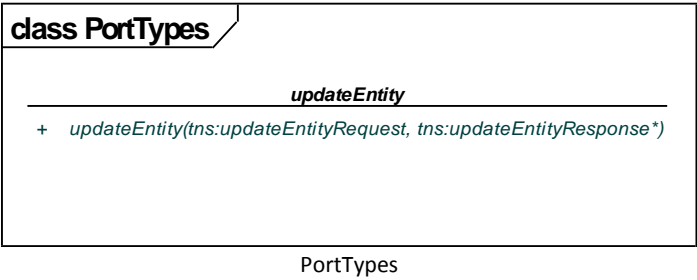 class PortTypes
updateEntity
+ updateEntity(tns:updateEntityRequest, tns:updateEntityResponse*)
PortTypes